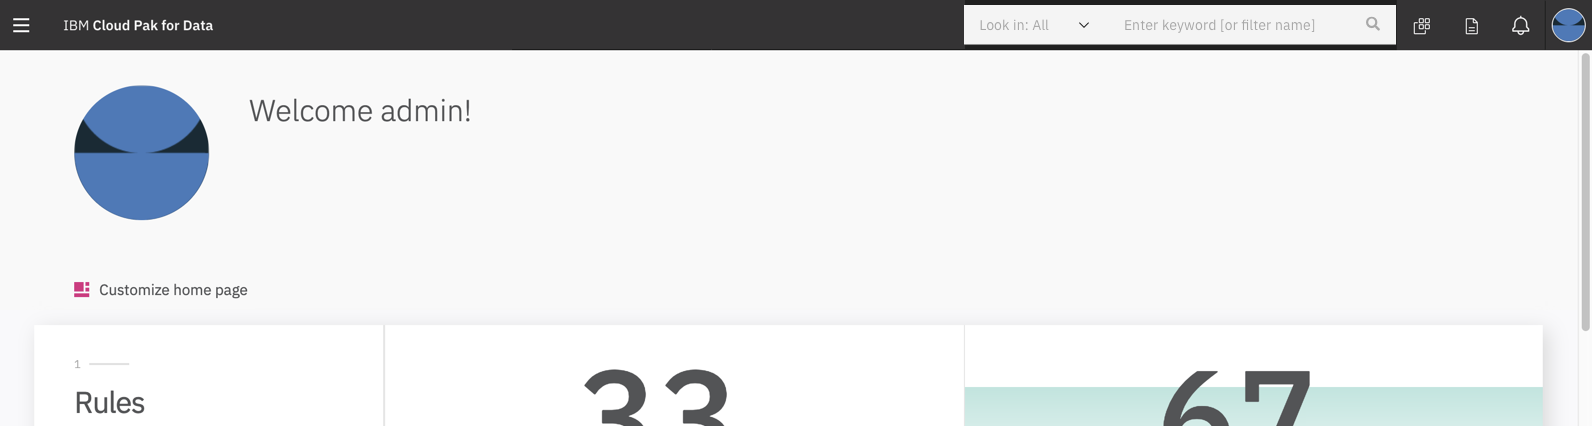 IBM Cloud Pak for Data
Look in: All
Enter keyword [or filter name]
Welcome admin!
Customize home page
1
Rules
33
67